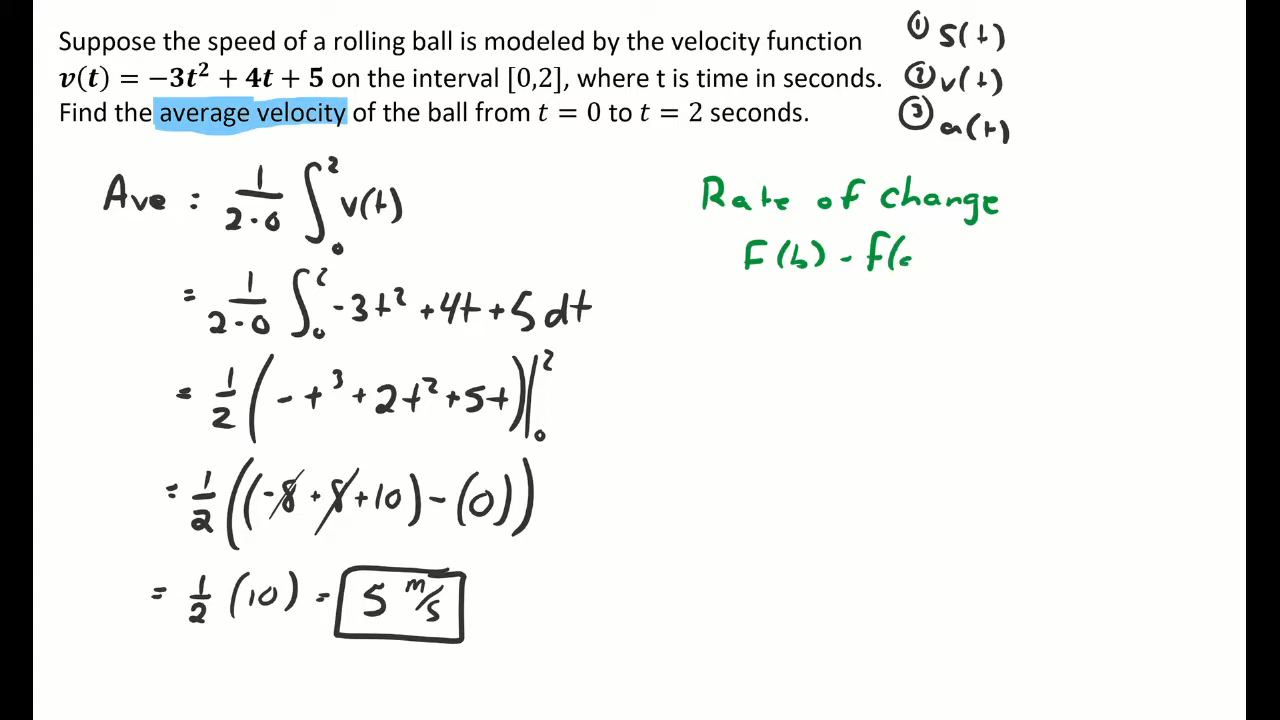 Suppose the speed of a rolling ball is modeled by the velocity function
v(t) = −3t² + 4t + 5 on the interval [0,2], where t is time in seconds.
Find the average velocity of the ball from t = 0 to t = 2 seconds.
① s(t)
② v(t)
③ a(t)
Ave : 1/(2-0) ∫₀² v(t)
= 1/(2-0) ∫₀² -3t² + 4t + 5 dt
= 1/2 (-t³ + 2t² + 5t)|₀²
= 1/2 ((-8 + 8 + 10) - (0))
= 1/2 (10) = 5 m/s
Rate of change
F(b) - f(